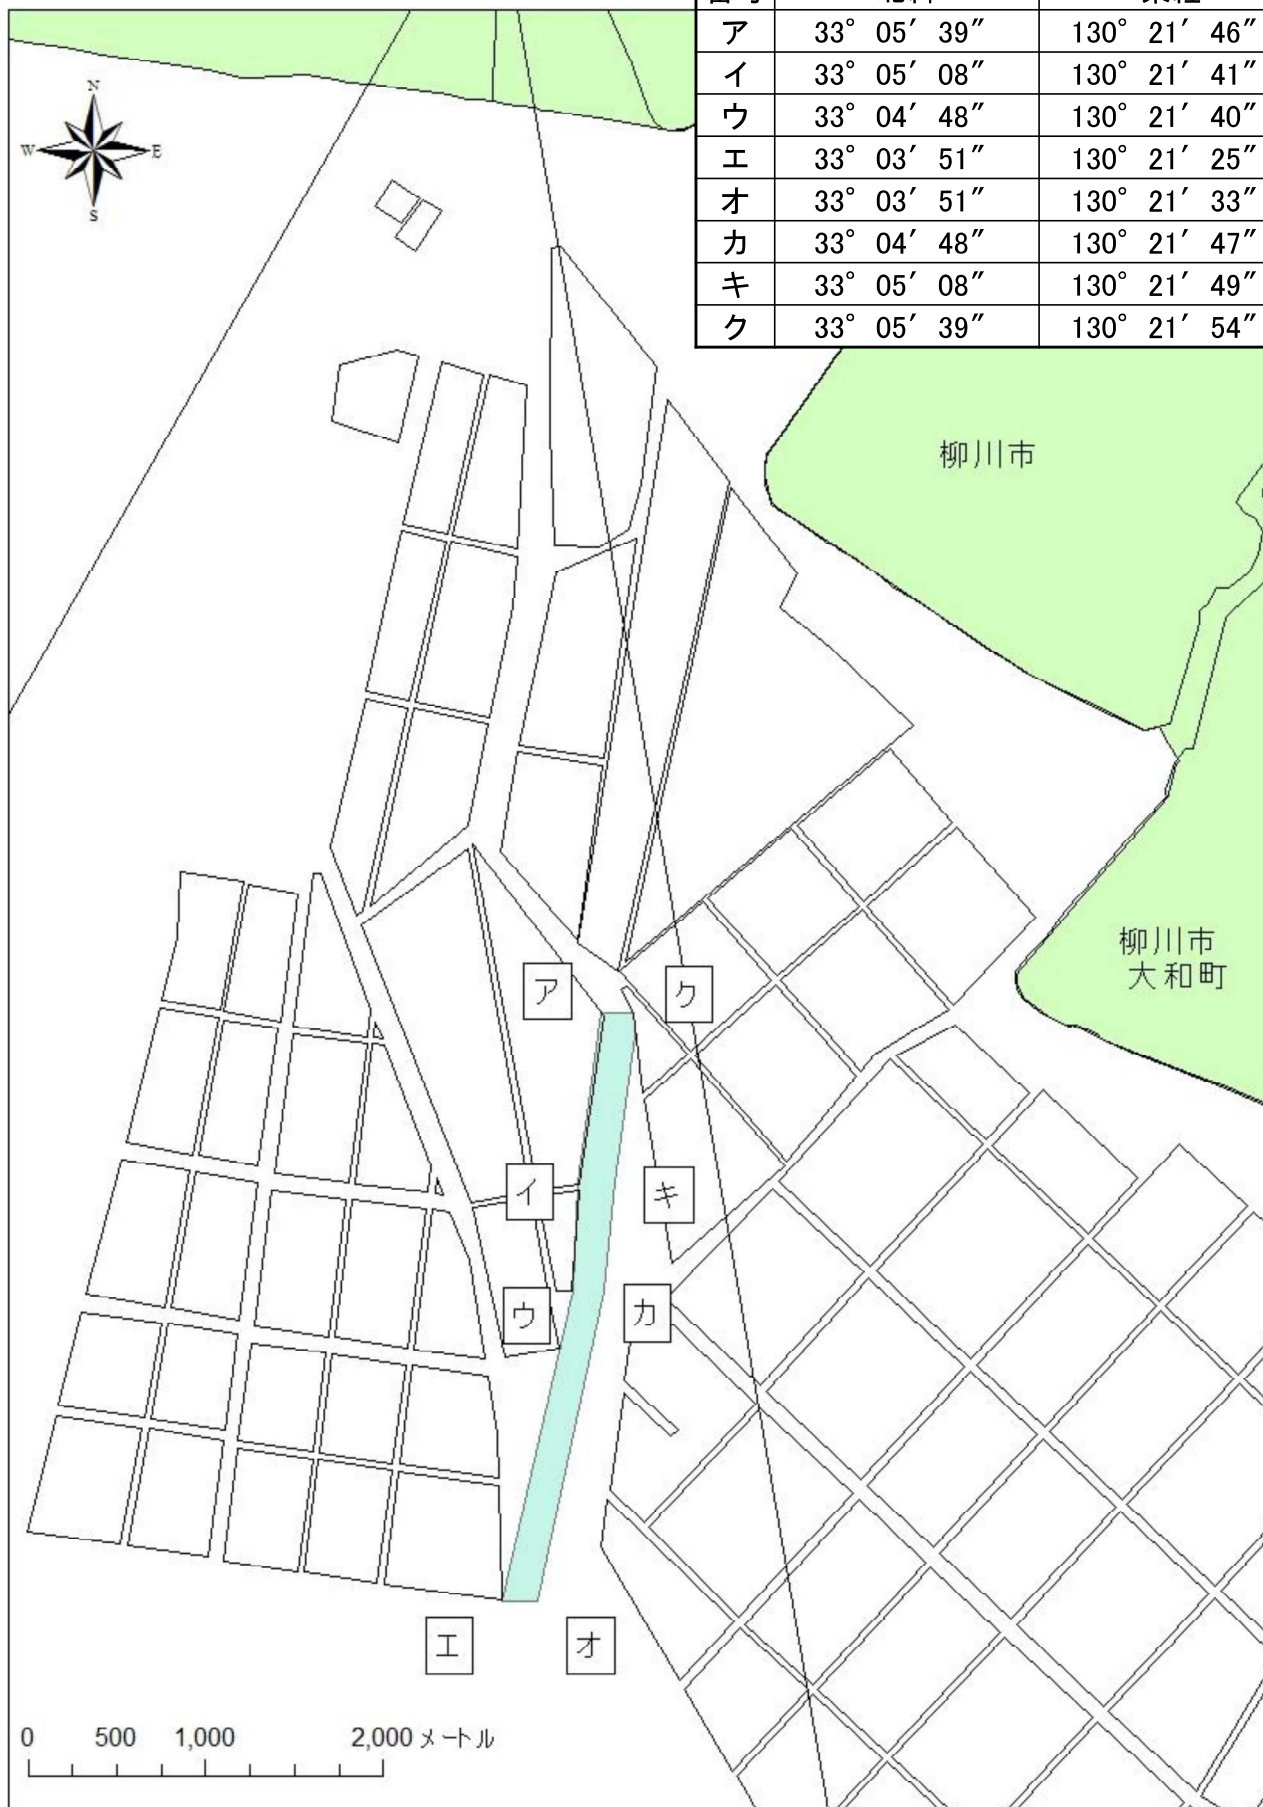 ア 33° 05′ 39″ 130° 21′ 46″
イ 33° 05′ 08″ 130° 21′ 41″
ウ 33° 04′ 48″ 130° 21′ 40″
エ 33° 03′ 51″ 130° 21′ 25″
オ 33° 03′ 51″ 130° 21′ 33″
カ 33° 04′ 48″ 130° 21′ 47″
キ 33° 05′ 08″ 130° 21′ 49″
ク 33° 05′ 39″ 130° 21′ 54″
N
W E
S
柳川市
柳川市
大和町
ア ク
イ キ
ウ カ
エ オ
0 500 1,000 2,000 メートル